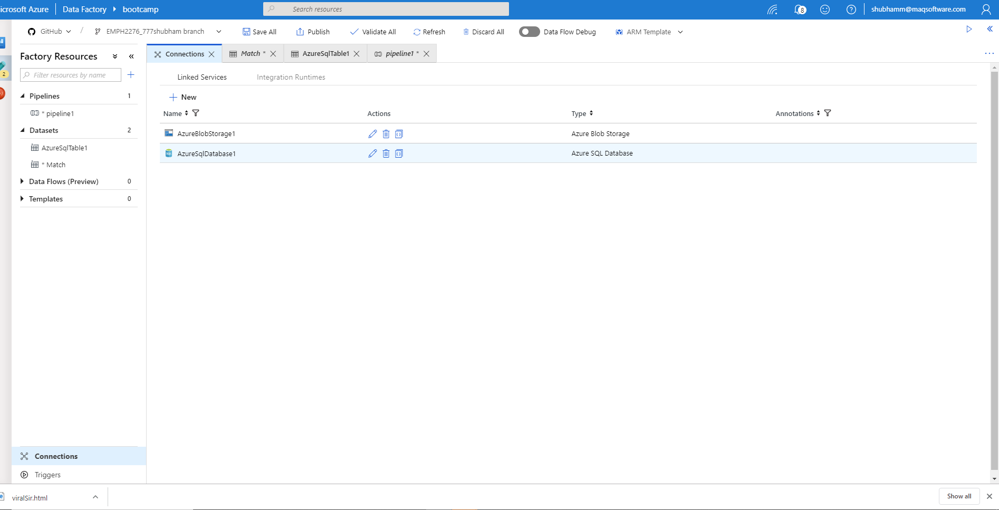 icrosoft Azure Data Factory bootcamp Search resources 8 shubhamm@maqsoftware.com
GitHub / EMPH2276_777shubham branch Save All Publish Validate All Refresh Discard All Data Flow Debug ARM Template
Factory Resources
Connections Match * AzureSqlTable1 pipeline1 *
2
Filter resources by name
Linked Services Integration Runtimes
Pipelines 1
New
* pipeline1
Name Actions Type Annotations
Datasets 2
AzureBlobStorage1 Azure Blob Storage
AzureSqlTable1
AzureSqlDatabase1 Azure SQL Database
* Match
Data Flows (Preview) 0
Templates 0
Connections
Triggers
viralSir.html Show all